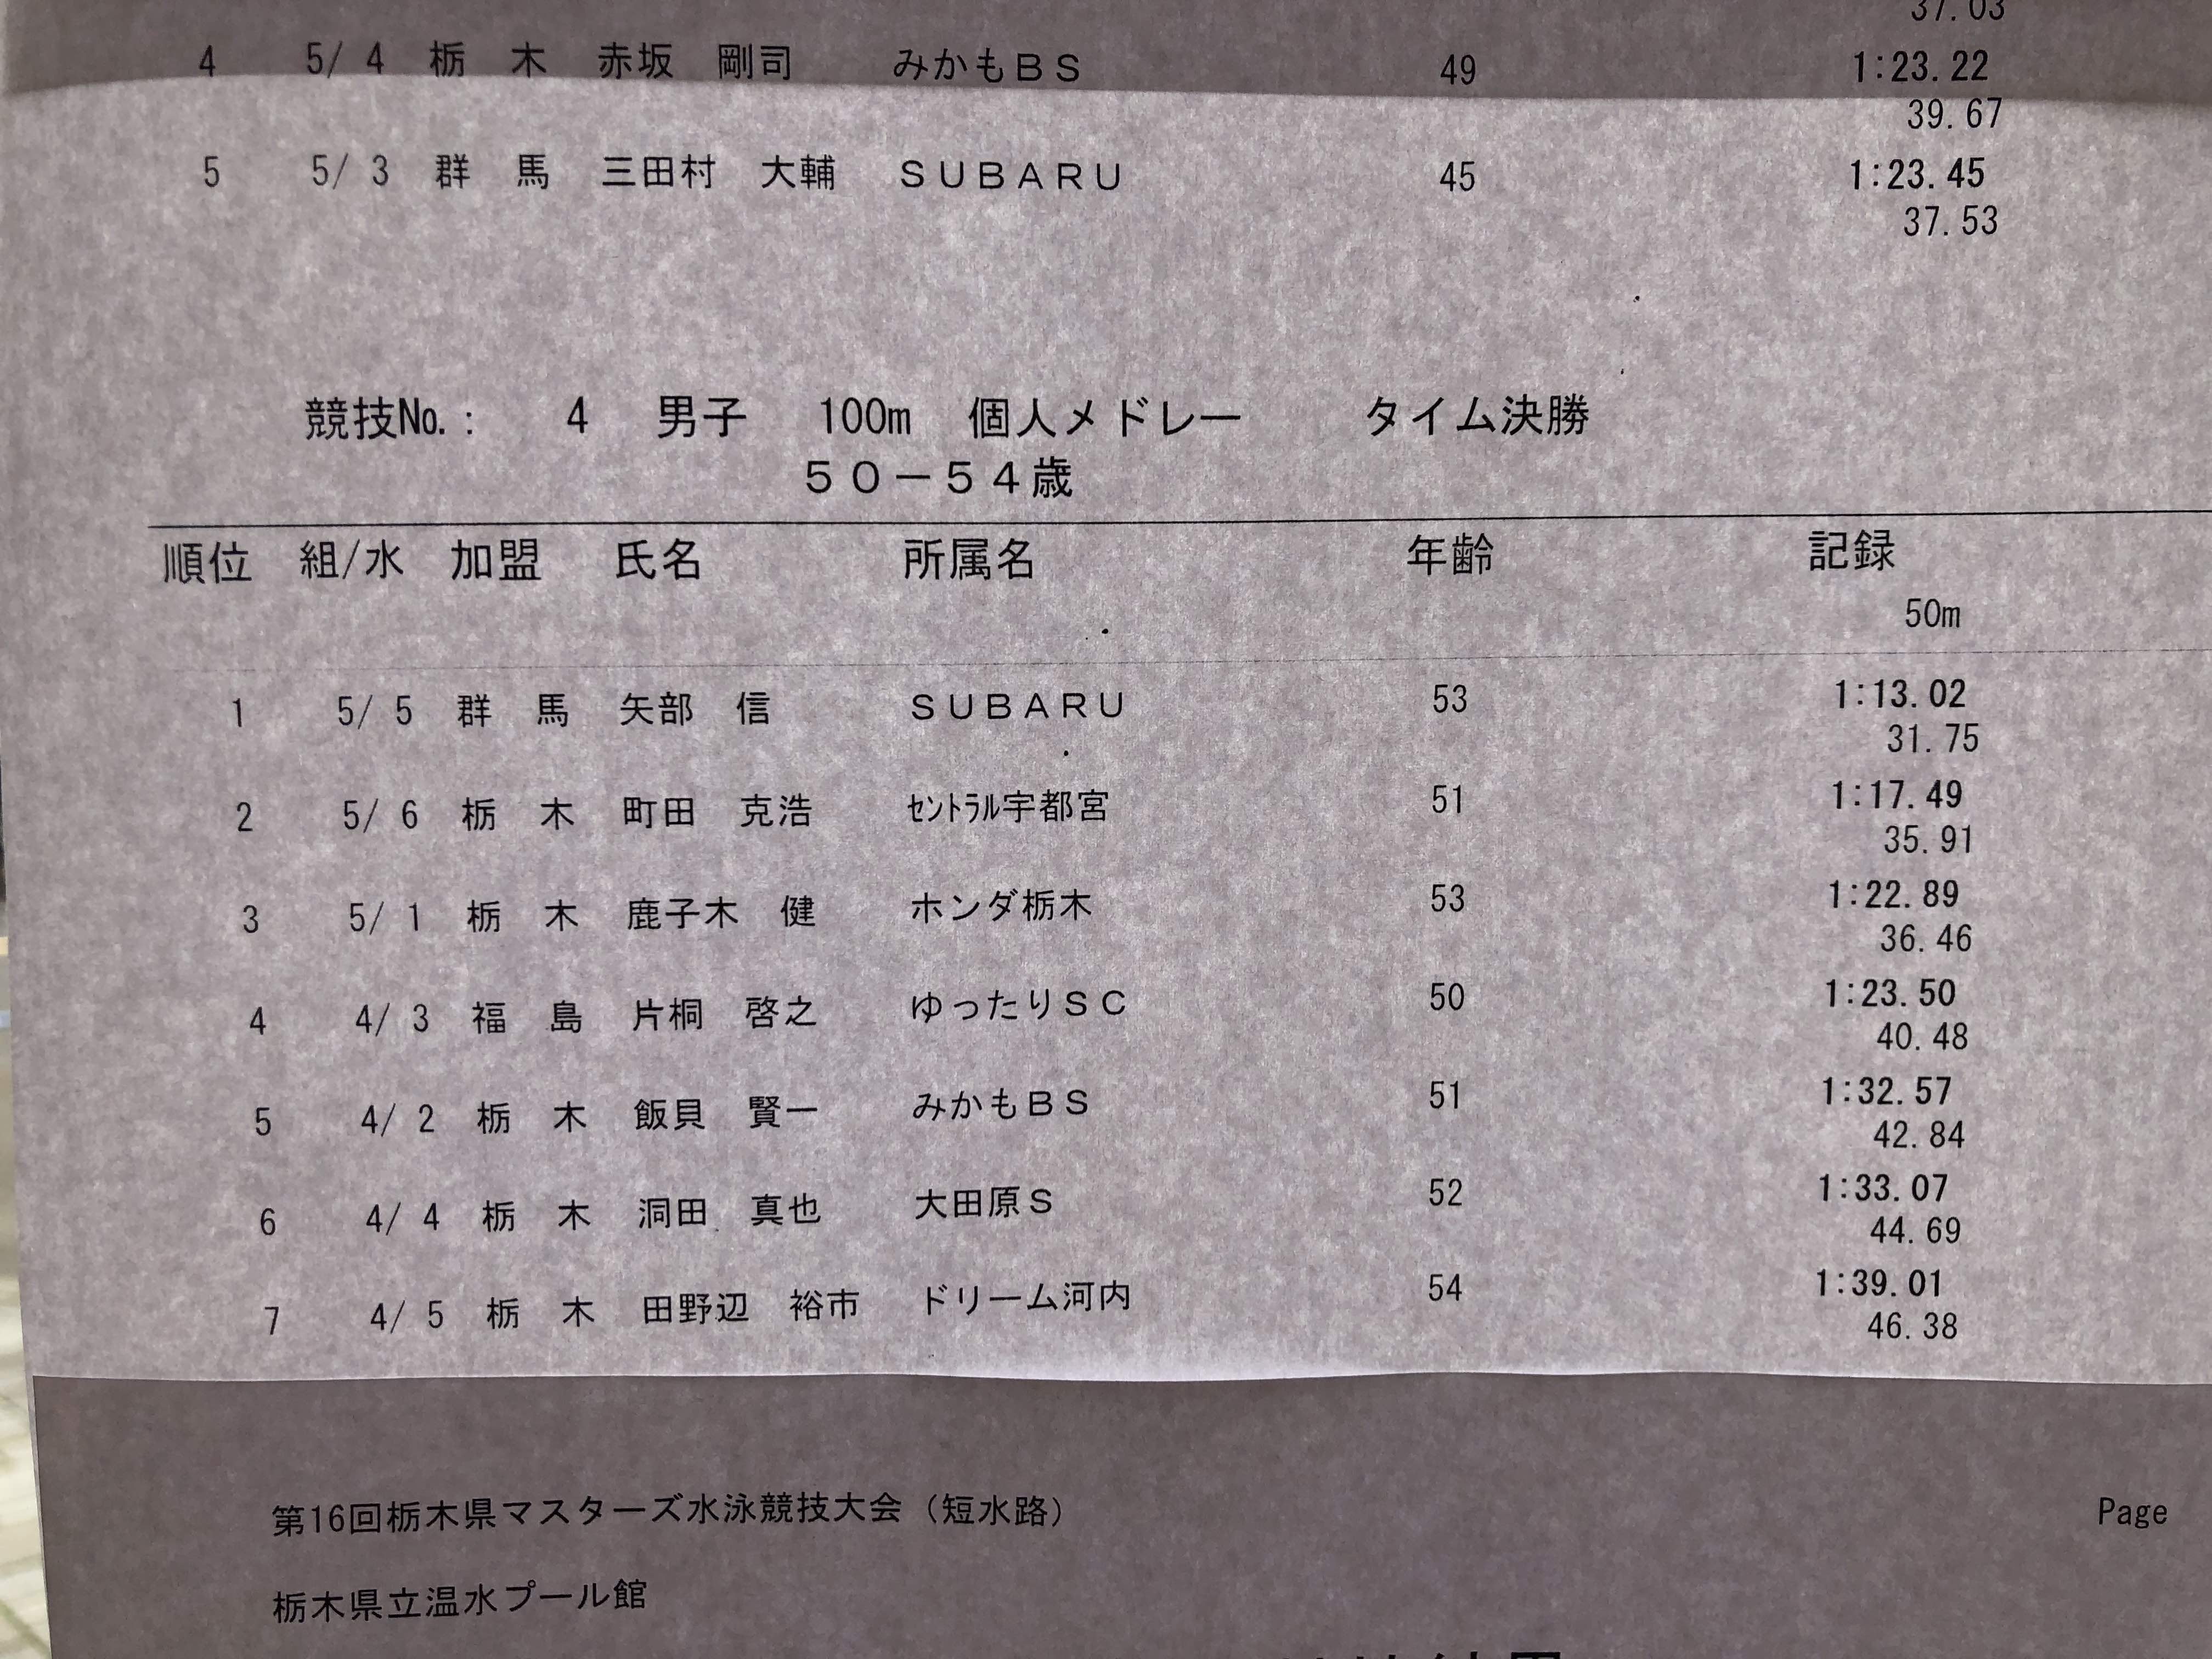 37.03
4 5/ 4 栃 木 赤坂 剛司 みかもＢＳ 49 1:23.22
39.67
5 5/ 3 群 馬 三田村 大輔 ＳＵＢＡＲＵ 45 1:23.45
37.53
競技No.: 4 男子 100m 個人メドレー タイム決勝
５０－５４歳
順位 組/水 加盟 氏名 所属名 年齢 記録
50m
1 5/ 5 群 馬 矢部 信 ＳＵＢＡＲＵ 53 1:13.02
31.75
2 5/ 6 栃 木 町田 克浩 ｾﾝﾄﾗﾙ宇都宮 51 1:17.49
35.91
3 5/ 1 栃 木 鹿子木 健 ホンダ栃木 53 1:22.89
36.46
4 4/ 3 福 島 片桐 啓之 ゆったりＳＣ 50 1:23.50
40.48
5 4/ 2 栃 木 飯貝 賢一 みかもＢＳ 51 1:32.57
42.84
6 4/ 4 栃 木 洞田 真也 大田原Ｓ 52 1:33.07
44.69
7 4/ 5 栃 木 田野辺 裕市 ドリーム河内 54 1:39.01
46.38
第16回栃木県マスターズ水泳競技大会（短水路） Page
栃木県立温水プール館